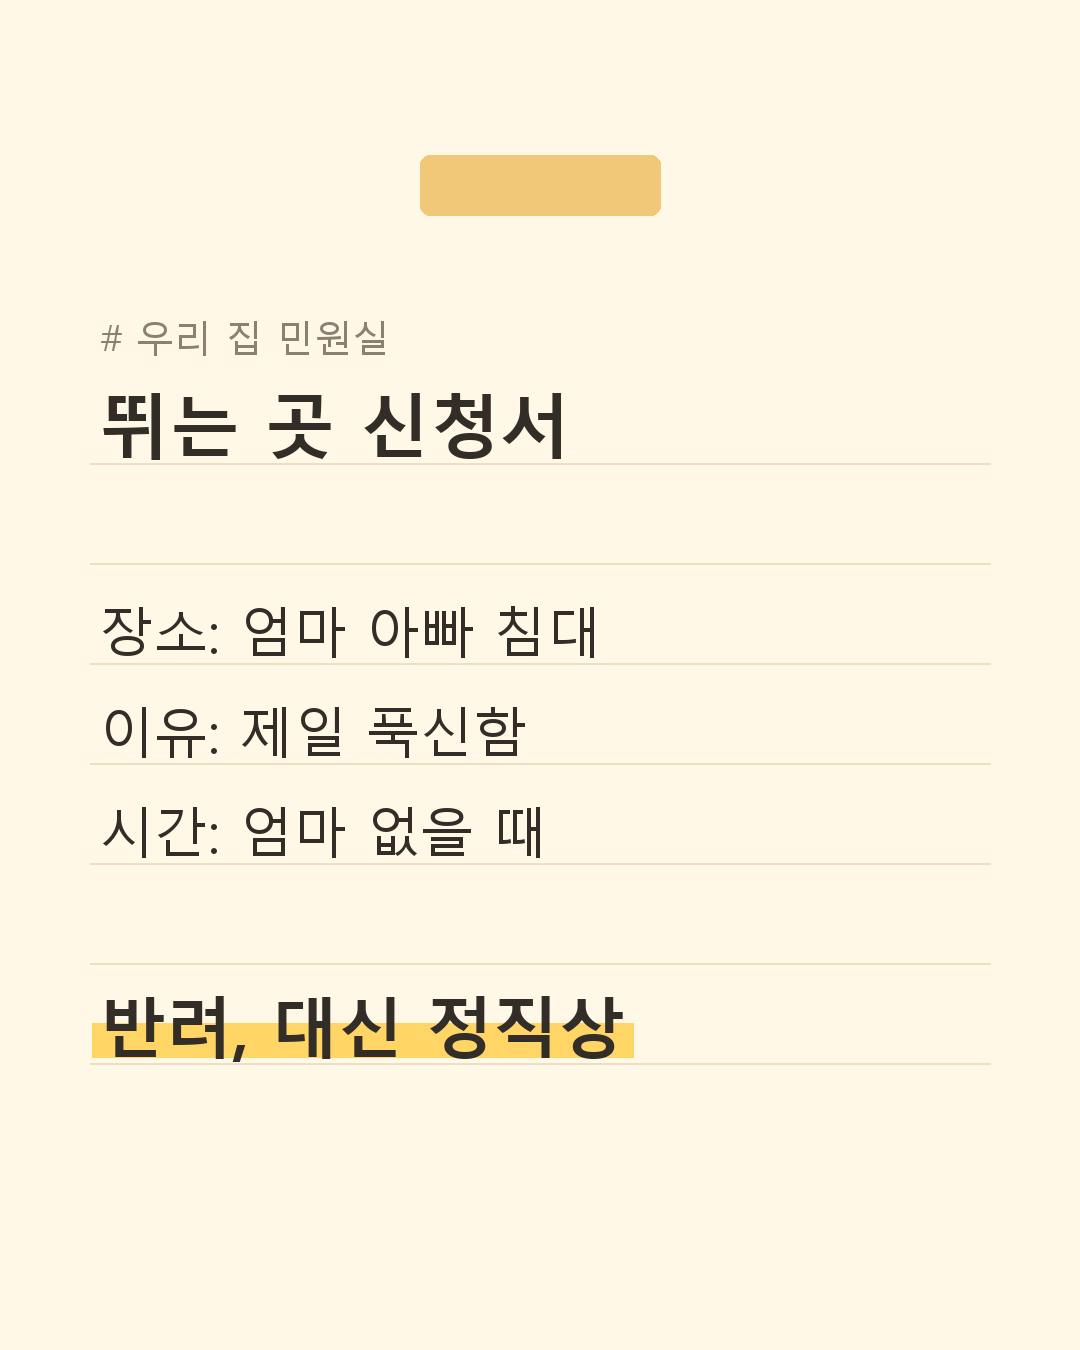 # 우리 집 민원실
뛰는 곳 신청서
장소: 엄마 아빠 침대
이유: 제일 푹신함
시간: 엄마 없을 때
반려, 대신 정직상